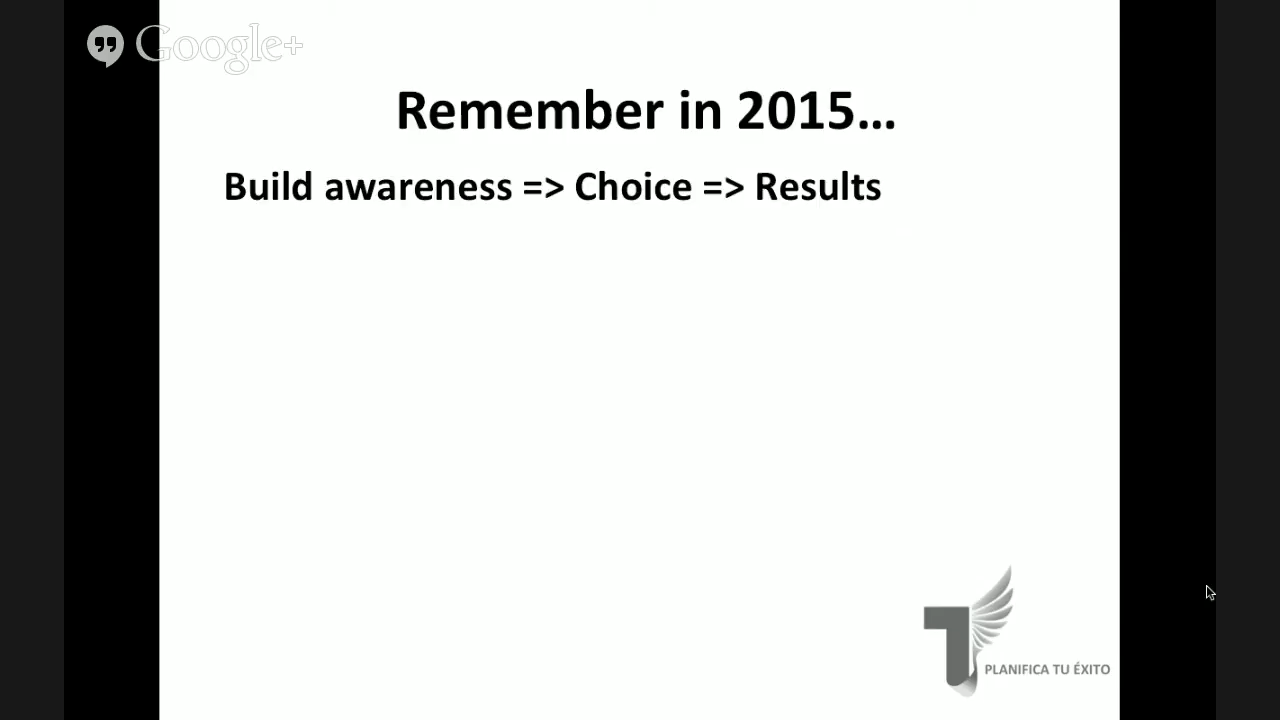 Google+
Remember in 2015...
Build awareness => Choice => Results
PLANIFICA TU ÉXITO